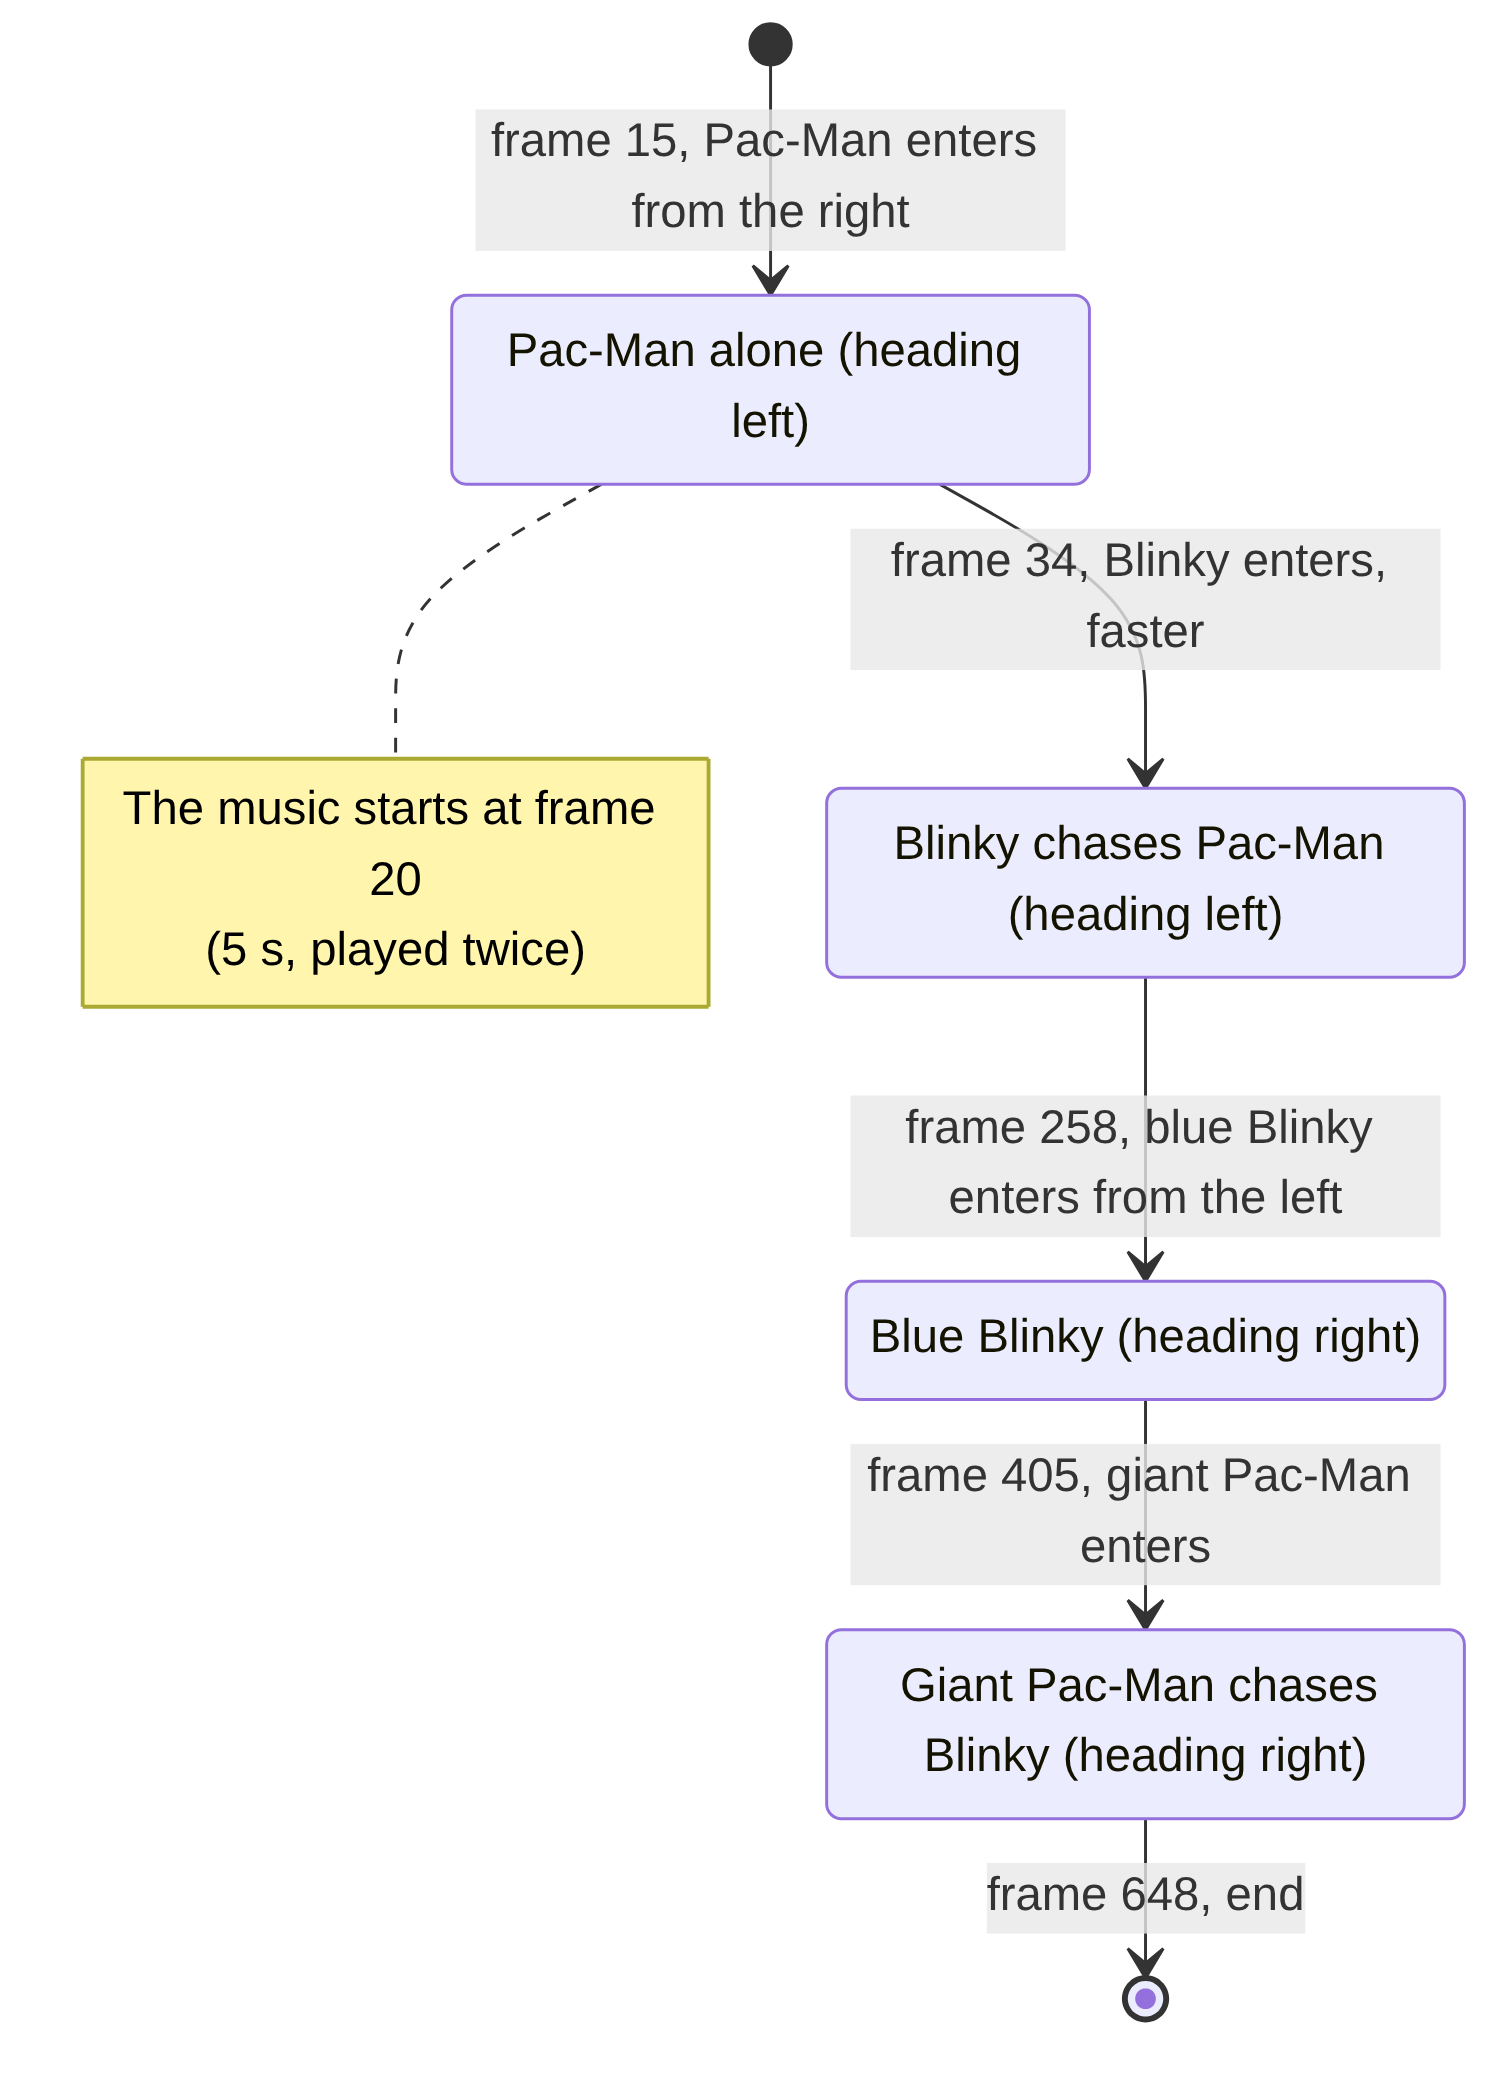 frame 15, Pac-Man enters
from the right
Pac-Man alone (heading
left)
frame 34, Blinky enters,
faster
The music starts at frame
20
(5 s, played twice)
Blinky chases Pac-Man
(heading left)
frame 258, blue Blinky
enters from the left
Blue Blinky (heading right)
frame 405, giant Pac-Man
enters
Giant Pac-Man chases
Blinky (heading right)
frame 648, end